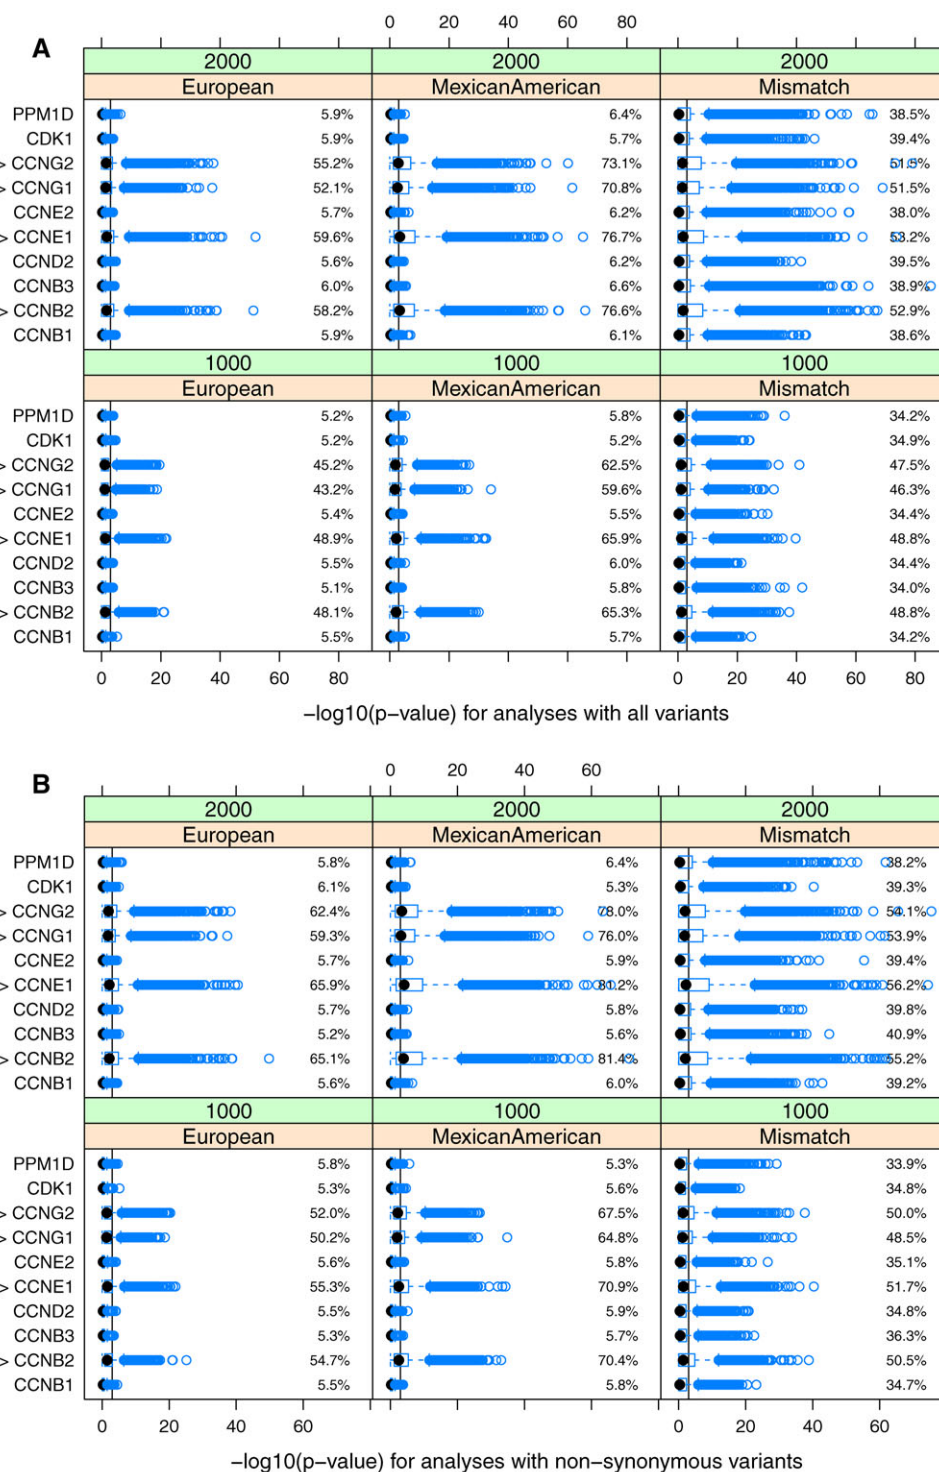 0 20 40 60 80
A
2000 2000 2000
European MexicanAmerican Mismatch
PPM1D 5.9% 6.4% 38.5%
CDK1 5.9% 5.7% 39.4%
> CCNG2 55.2% 73.1% 51.5%
> CCNG1 52.1% 70.8% 51.5%
CCNE2 5.7% 6.2% 38.0%
> CCNE1 59.6% 76.7% 53.2%
CCND2 5.6% 6.2% 39.5%
CCNB3 6.0% 6.6% 38.9%
> CCNB2 58.2% 76.6% 52.9%
CCNB1 5.9% 6.1% 38.6%
1000 1000 1000
European MexicanAmerican Mismatch
PPM1D 5.2% 5.8% 34.2%
CDK1 5.2% 5.2% 34.9%
> CCNG2 45.2% 62.5% 47.5%
> CCNG1 43.2% 59.6% 46.3%
CCNE2 5.4% 5.5% 34.4%
> CCNE1 48.9% 65.9% 48.8%
CCND2 5.5% 6.0% 34.4%
CCNB3 5.1% 5.8% 34.0%
> CCNB2 48.1% 65.3% 48.8%
CCNB1 5.5% 5.7% 34.2%
0 20 40 60 80 0 20 40 60 80
−log10(p−value) for analyses with all variants
0 20 40 60
B
2000 2000 2000
European MexicanAmerican Mismatch
PPM1D 5.8% 6.4% 38.2%
CDK1 6.1% 5.3% 39.3%
> CCNG2 62.4% 78.0% 54.1%
> CCNG1 59.3% 76.0% 53.9%
CCNE2 5.7% 5.9% 39.4%
> CCNE1 65.9% 81.2% 56.2%
CCND2 5.7% 5.8% 39.8%
CCNB3 5.2% 5.6% 40.9%
> CCNB2 65.1% 81.4% 55.2%
CCNB1 5.6% 6.0% 39.2%
1000 1000 1000
European MexicanAmerican Mismatch
PPM1D 5.8% 5.3% 33.9%
CDK1 5.3% 5.6% 34.8%
> CCNG2 52.0% 67.5% 50.0%
> CCNG1 50.2% 64.8% 48.5%
CCNE2 5.6% 5.8% 35.1%
> CCNE1 55.3% 70.9% 51.7%
CCND2 5.5% 5.9% 34.8%
CCNB3 5.3% 5.7% 36.3%
> CCNB2 54.7% 70.4% 50.5%
CCNB1 5.5% 5.8% 34.7%
0 20 40 60 0 20 40 60
−log10(p−value) for analyses with non−synonymous variants